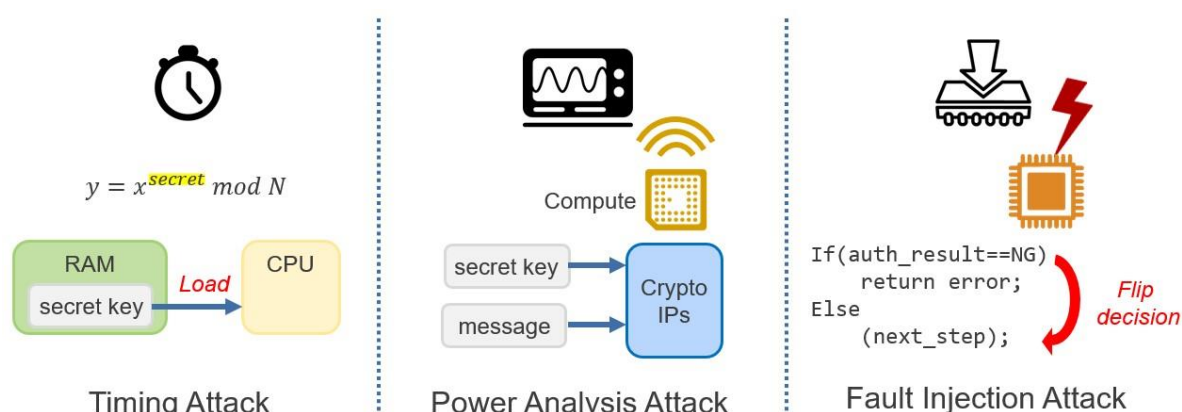 y = x^secret mod N
RAM
CPU
Load
secret key
Timing Attack
Compute
secret key
message
Crypto
IPs
Power Analysis Attack
If(auth_result==NG)
return error;
Else
(next_step);
Flip
decision
Fault Injection Attack